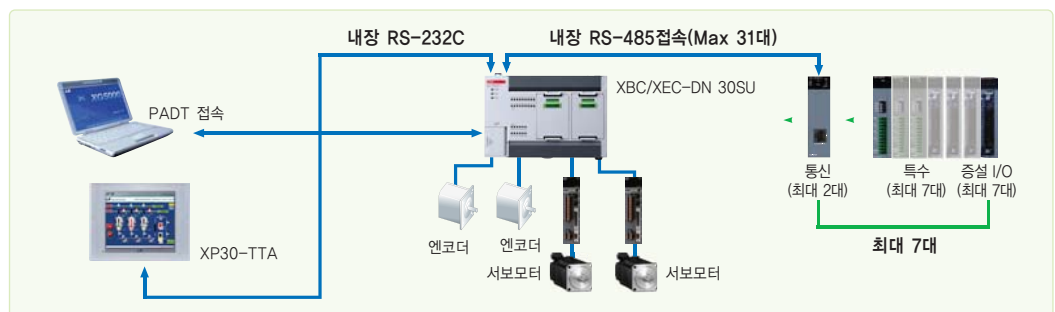 내장 RS-232C
내장 RS-485접속(Max 31대)
XBC/XEC-DN 30SU
PADT 접속
XG5000
통신
(최대 2대)
특수
(최대 7대)
증설 I/O
(최대 7대)
최대 7대
엔코더
엔코더
서보모터
서보모터
XP30-TTA